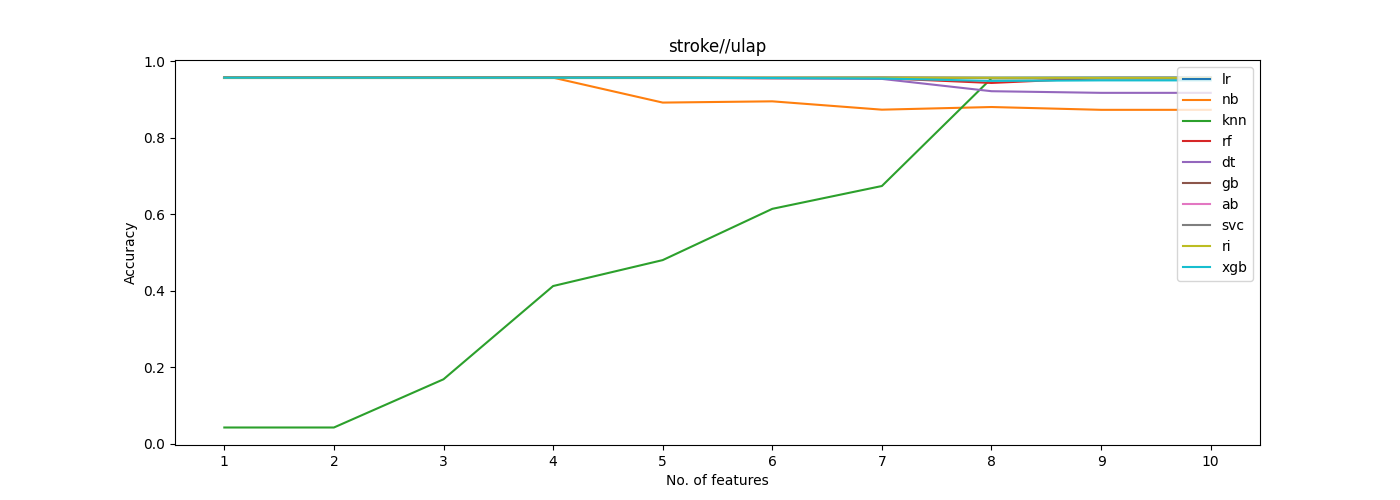 stroke//ulap
1.0
0.8
0.6
0.4
0.2
0.0
Accuracy
1 2 3 4 5 6 7 8 9 10
No. of features
lr
nb
knn
rf
dt
gb
ab
svc
ri
xgb